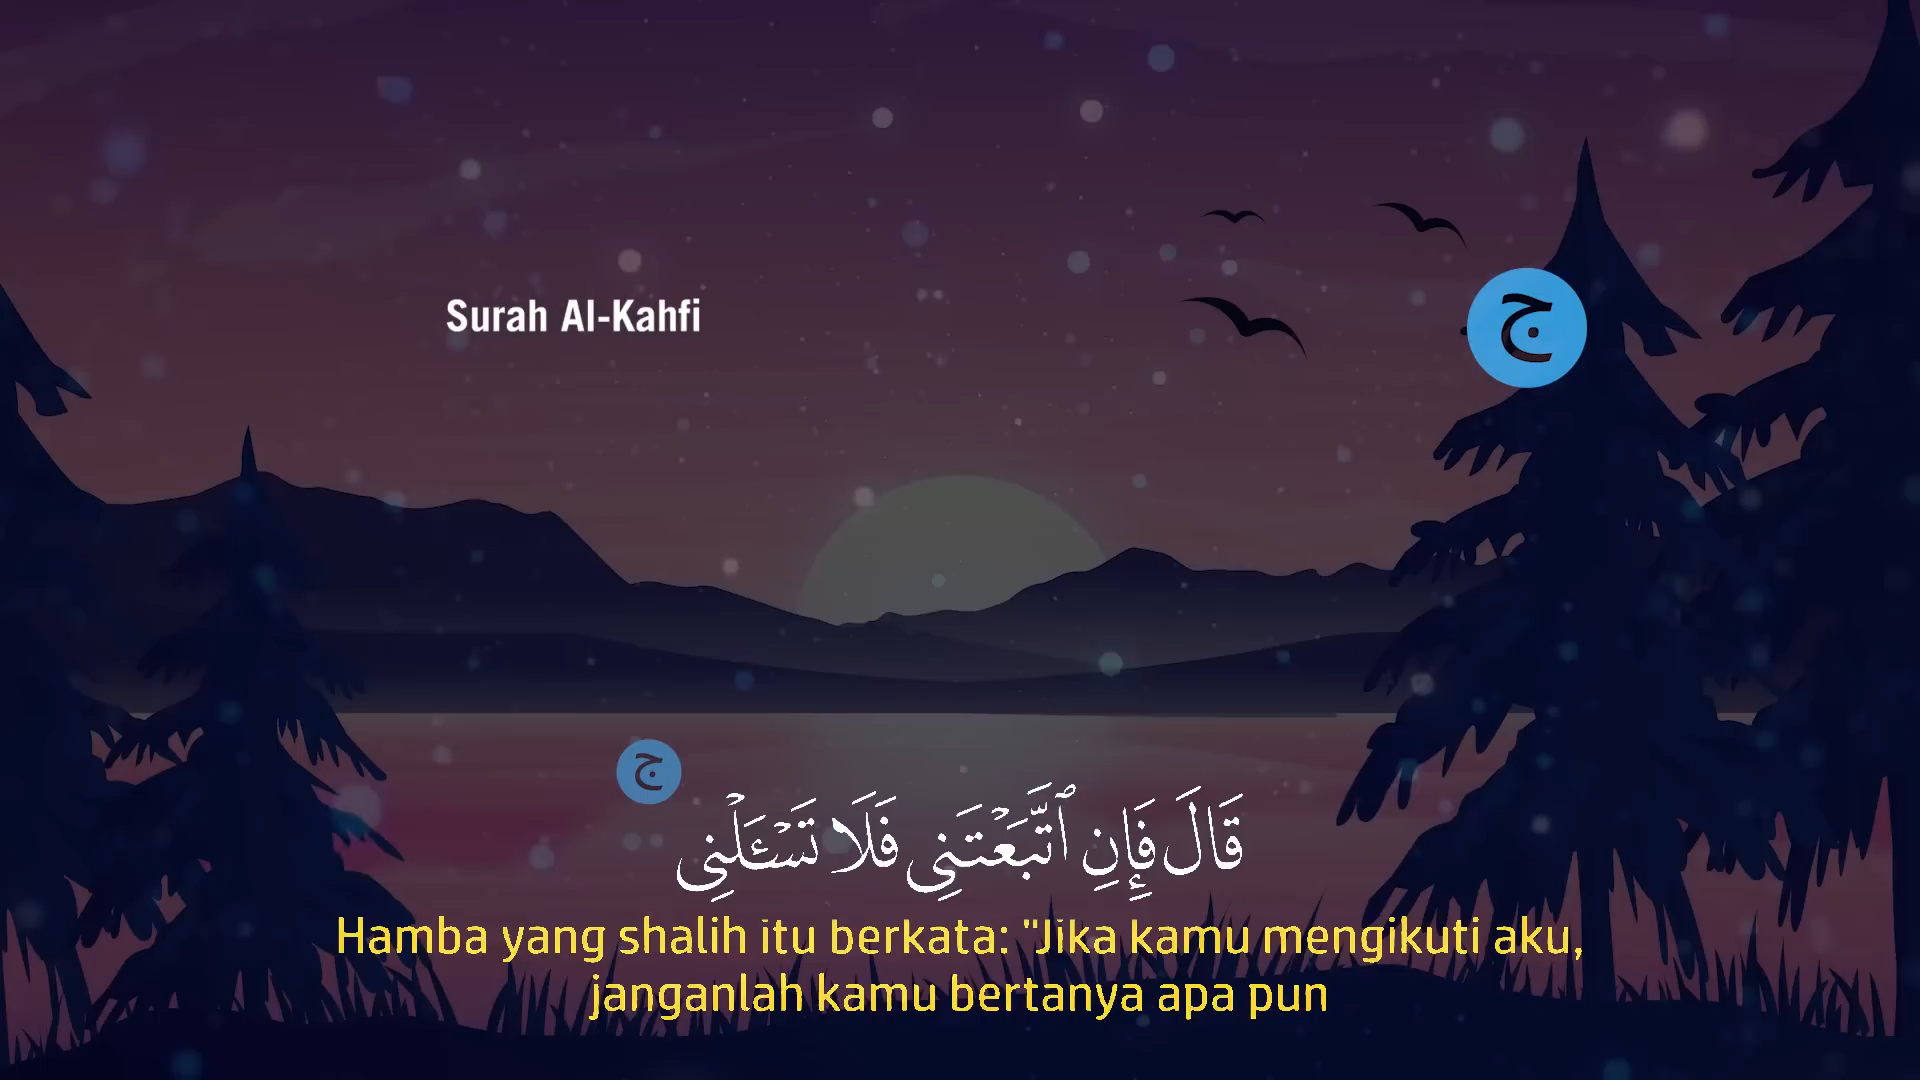 Surah Al-Kahfi
ج
ج
قَالَ فَإِنِ ٱتَّبَعْتَنِى فَلَا تَسْـَٔلْنِى
Hamba yang shalih itu berkata: "Jika kamu mengikuti aku,
janganlah kamu bertanya apa pun